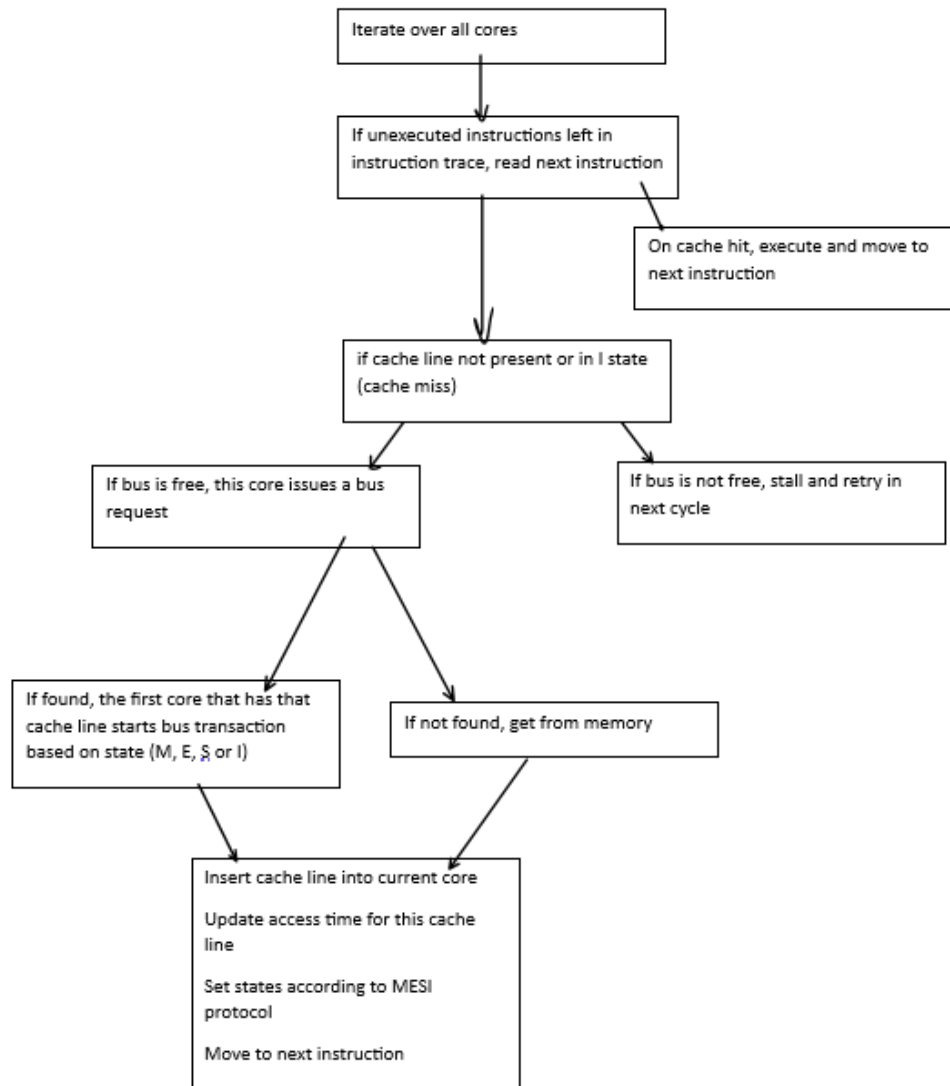 Iterate over all cores
If unexecuted instructions left in
instruction trace, read next instruction
On cache hit, execute and move to
next instruction
if cache line not present or in I state
(cache miss)
If bus is free, this core issues a bus
request
If bus is not free, stall and retry in
next cycle
If found, the first core that has that
cache line starts bus transaction
based on state (M, E, S or I)
If not found, get from memory
Insert cache line into current core
Update access time for this cache
line
Set states according to MESI
protocol
Move to next instruction